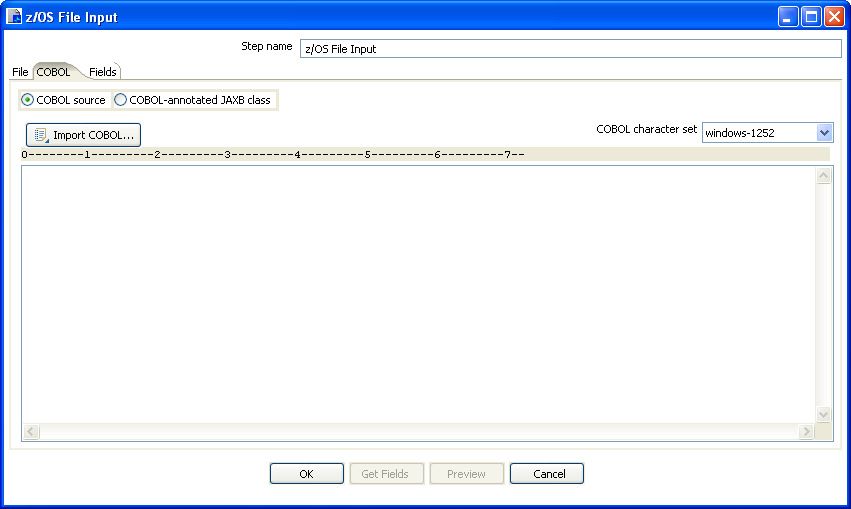 z/OS File Input
Step name z/OS File Input
File COBOL Fields
COBOL source COBOL-annotated JAXB class
Import COBOL... COBOL character set windows-1252
0--------1---------2---------3---------4---------5---------6---------7--
OK Get Fields Preview Cancel